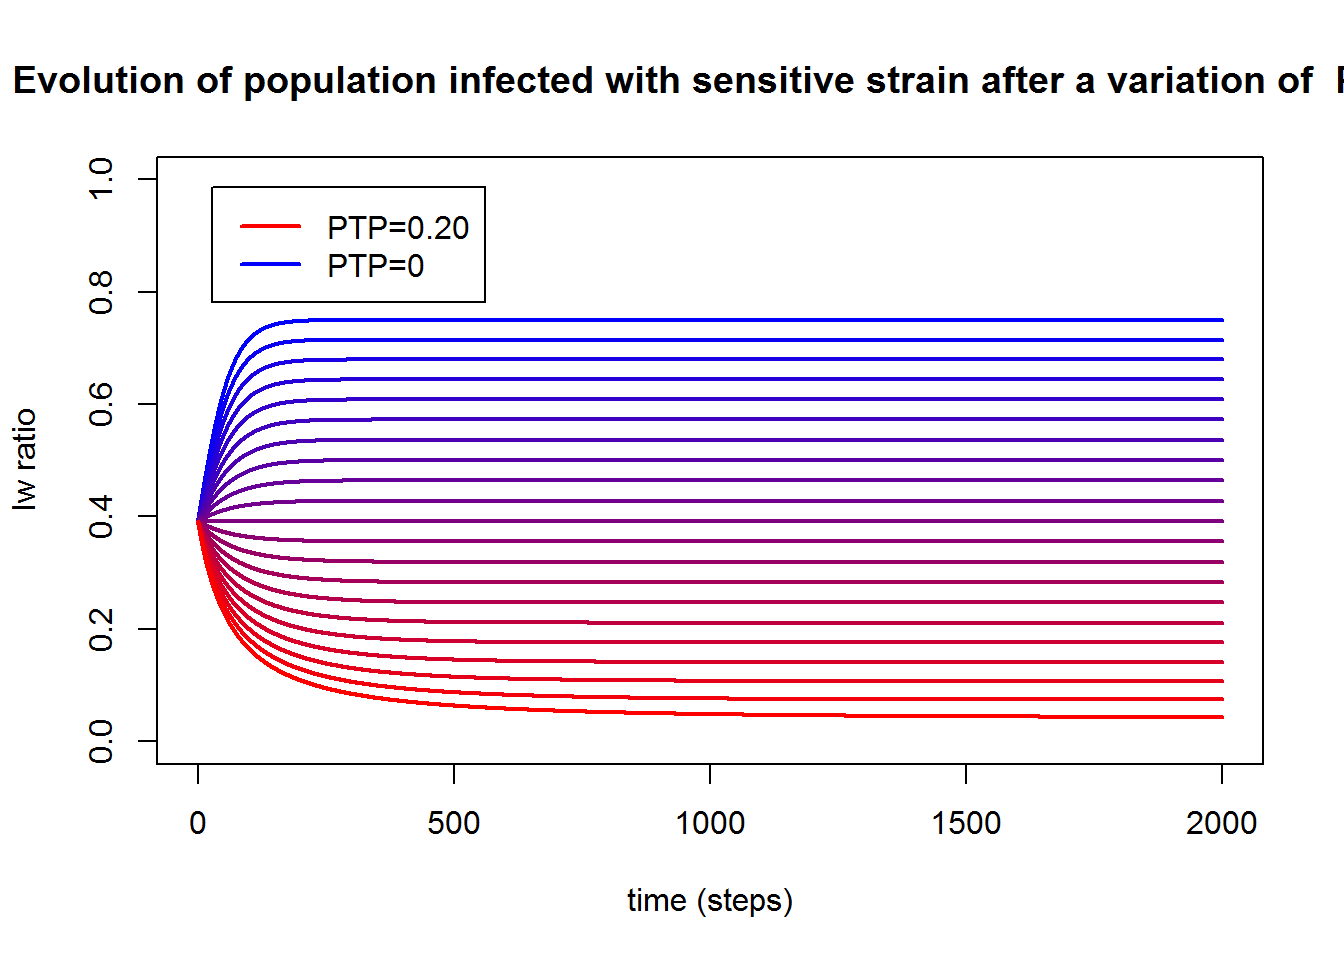 Evolution of population infected with sensitive strain after a variation of
1.0
0.8
0.6
0.4
0.2
0.0
Iw ratio
PTP=0.20
PTP=0
0
500
1000
1500
2000
time (steps)